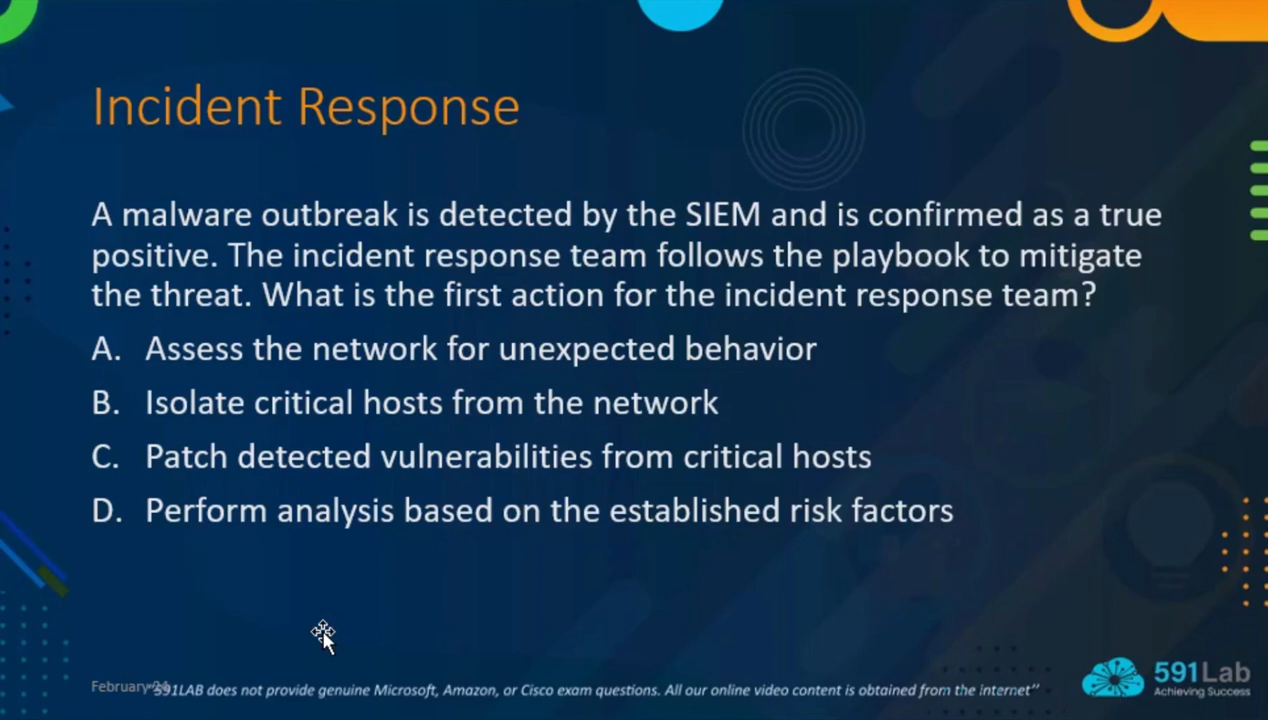 Incident Response
A malware outbreak is detected by the SIEM and is confirmed as a true
positive. The incident response team follows the playbook to mitigate
the threat. What is the first action for the incident response team?
A. Assess the network for unexpected behavior
B. Isolate critical hosts from the network
C. Patch detected vulnerabilities from critical hosts
D. Perform analysis based on the established risk factors
February
591LAB does not provide genuine Microsoft, Amazon, or Cisco exam questions. All our online video content is obtained from the internet”
591Lab
Achieving Success